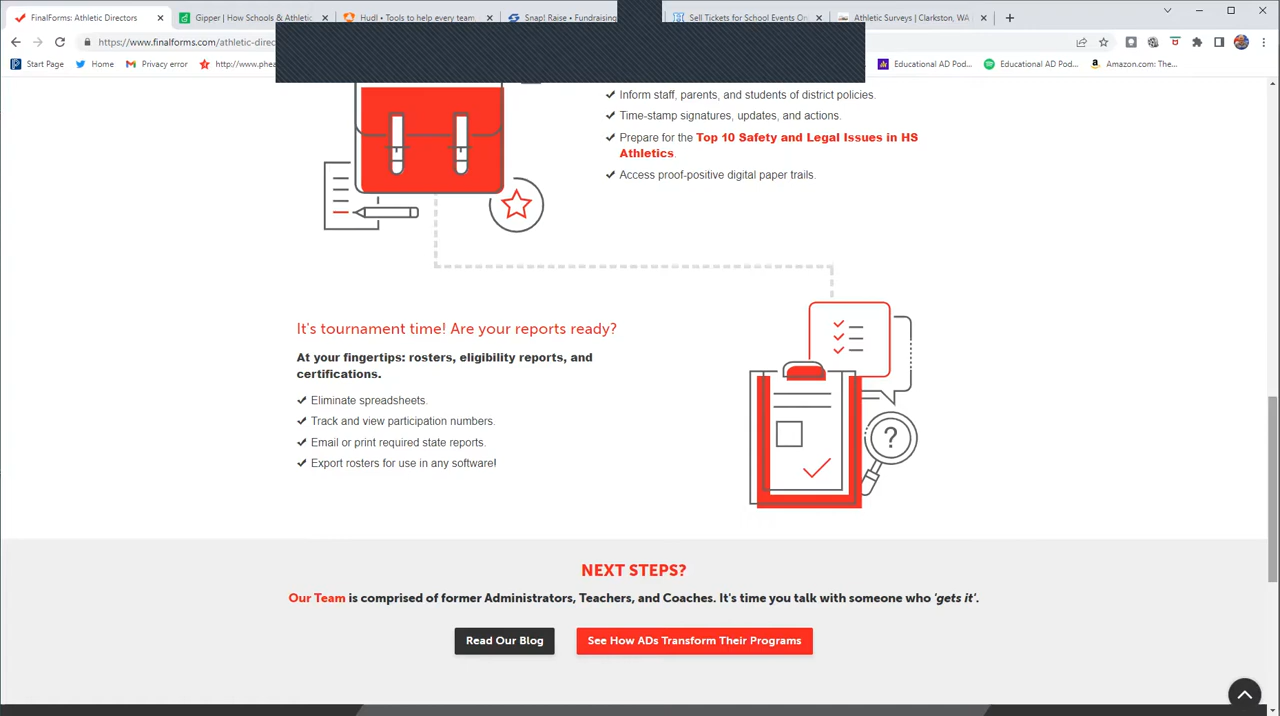 FinalForms: Athletic Directors
Gipper | How Schools & Athletic
Hudl • Tools to help every team
Snap! Raise • Fundraising
Sell Tickets for School Events On
Athletic Surveys | Clarkston, WA
https://www.finalforms.com/athletic-direc
Start Page
Home
Privacy error
http://www.phea
Educational AD Pod...
Educational AD Pod...
Amazon.com: The...
Inform staff, parents, and students of district policies.
Time-stamp signatures, updates, and actions.
Prepare for the Top 10 Safety and Legal Issues in HS
Athletics.
Access proof-positive digital paper trails.
It's tournament time! Are your reports ready?
At your fingertips: rosters, eligibility reports, and
certifications.
Eliminate spreadsheets.
Track and view participation numbers.
Email or print required state reports.
Export rosters for use in any software!
?
NEXT STEPS?
Our Team is comprised of former Administrators, Teachers, and Coaches. It's time you talk with someone who 'gets it'.
Read Our Blog
See How ADs Transform Their Programs